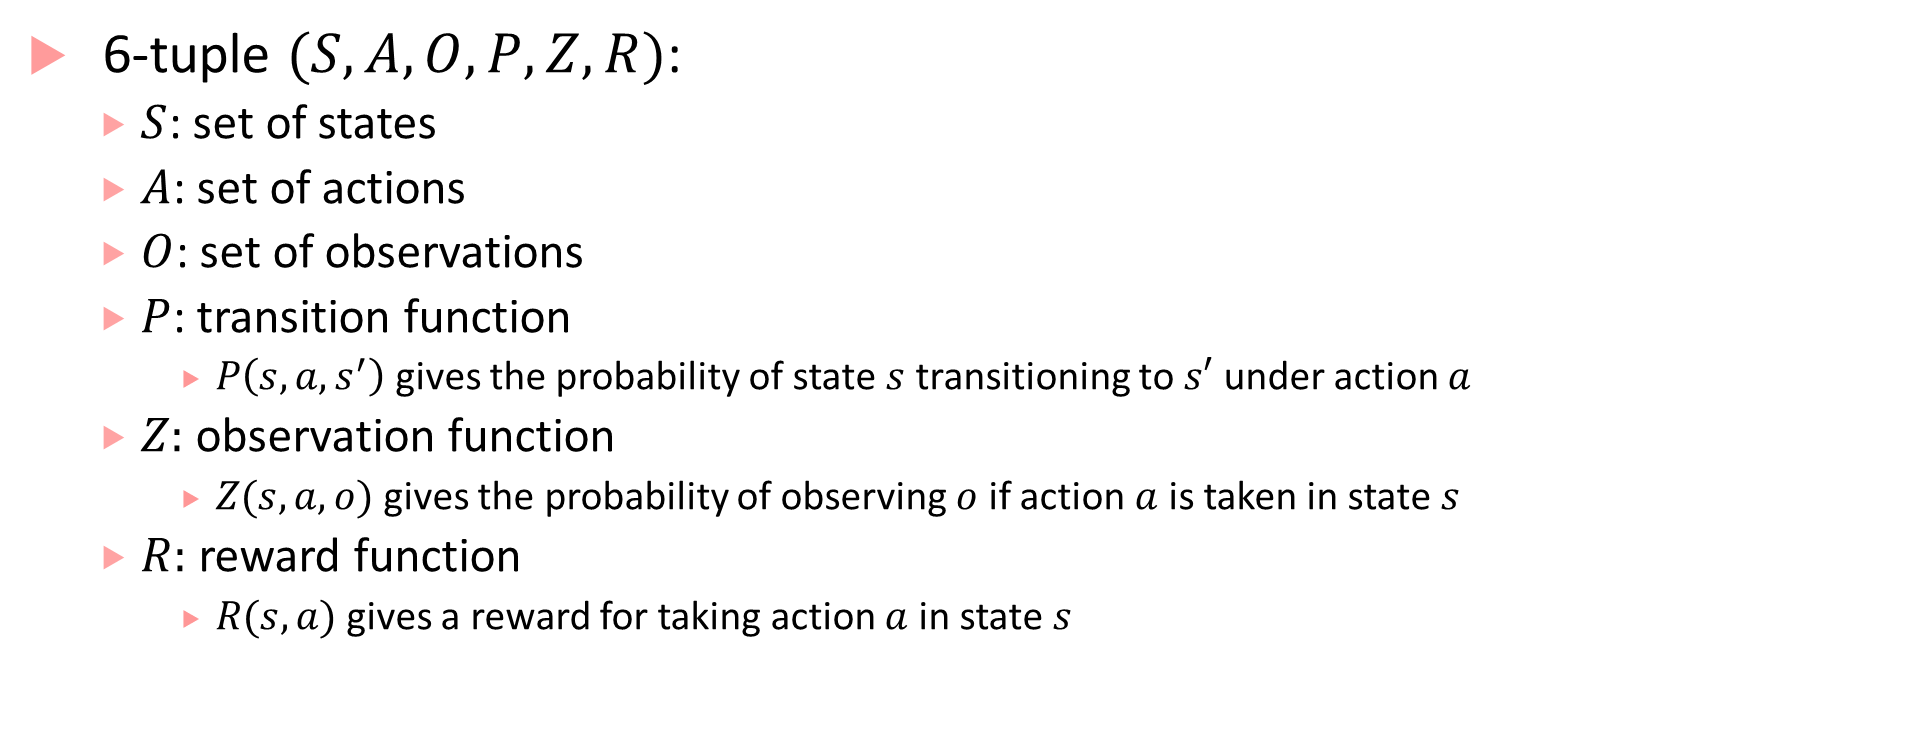 6-tuple (S, A, O, P, Z, R):
S: set of states
A: set of actions
O: set of observations
P: transition function
P(s, a, s′) gives the probability of state s transitioning to s′ under action a
Z: observation function
Z(s, a, o) gives the probability of observing o if action a is taken in state s
R: reward function
R(s, a) gives a reward for taking action a in state s